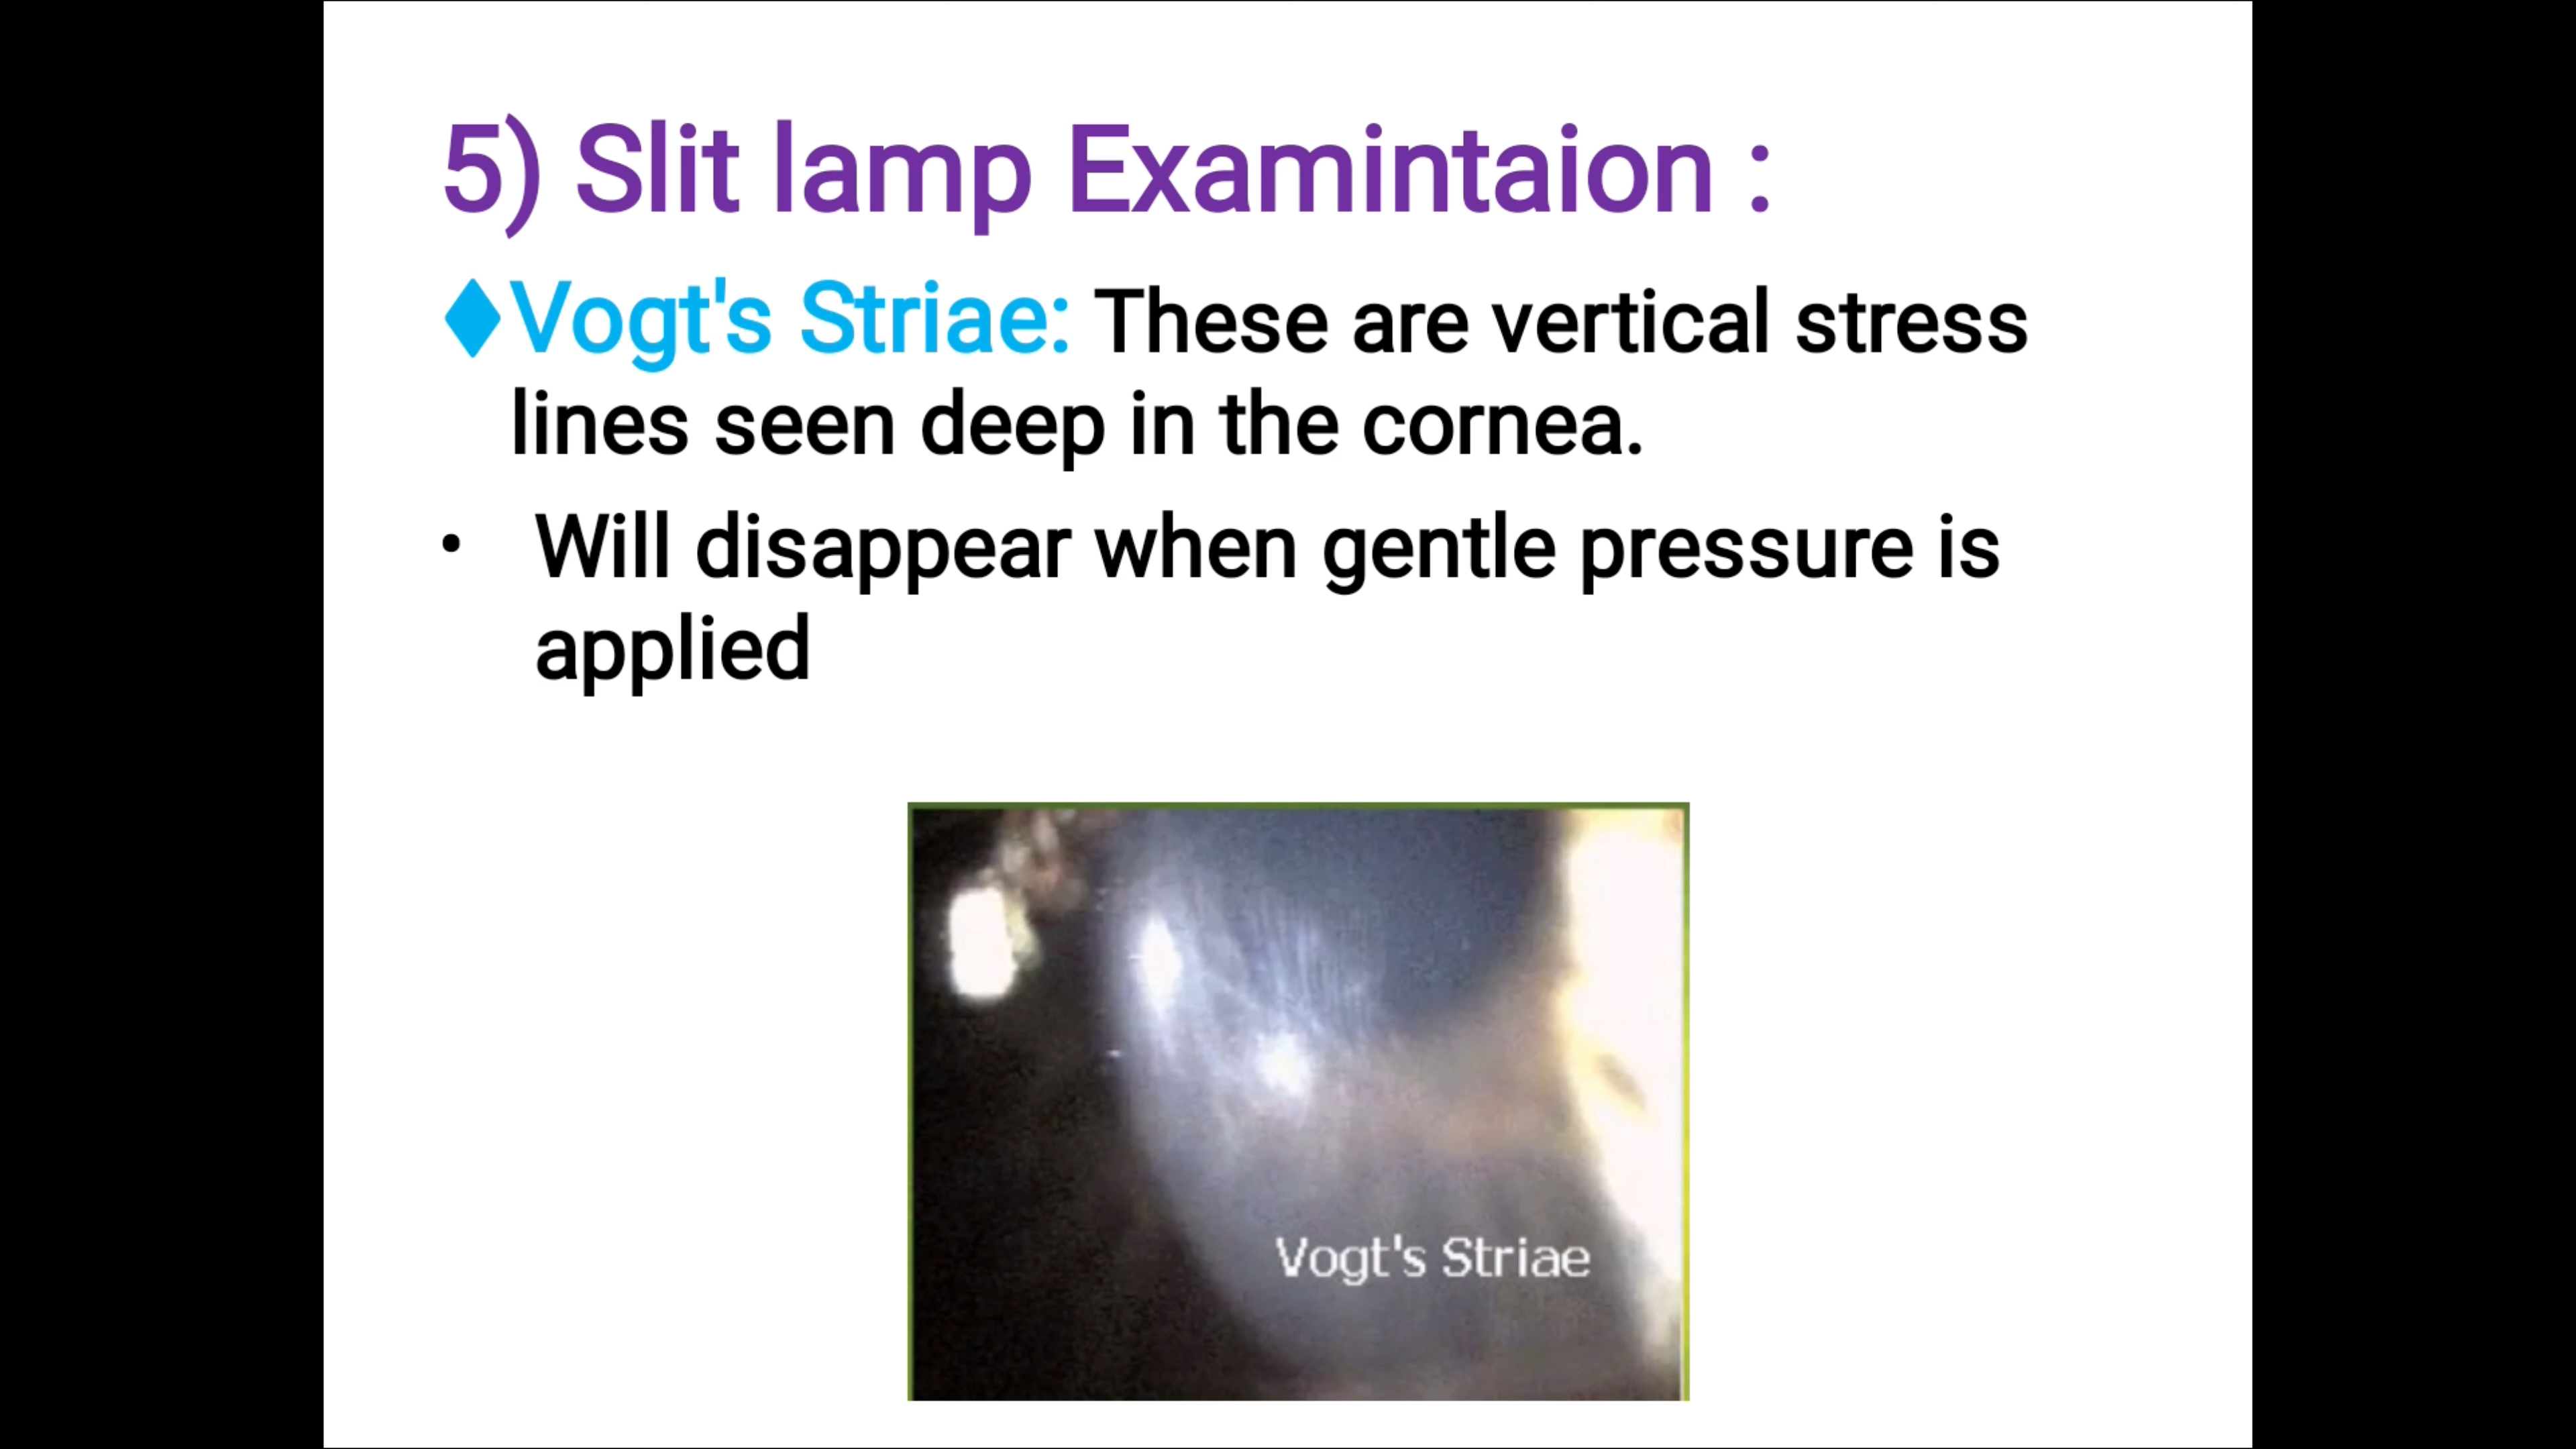 5) Slit lamp Examintaion :
♦Vogt's Striae: These are vertical stress
lines seen deep in the cornea.
• Will disappear when gentle pressure is
applied
Vogt's Striae